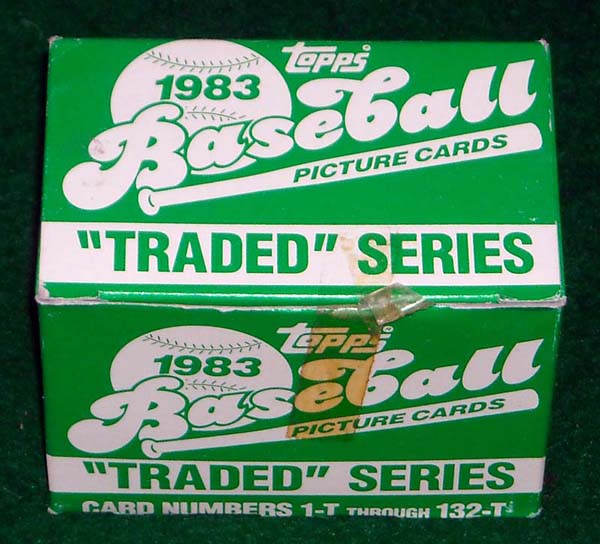 Topps®
1983
Baseball
PICTURE CARDS
"TRADED" SERIES
Topps®
1983
Baseball
PICTURE CARDS
"TRADED" SERIES
CARD NUMBERS 1-T THROUGH 132-T